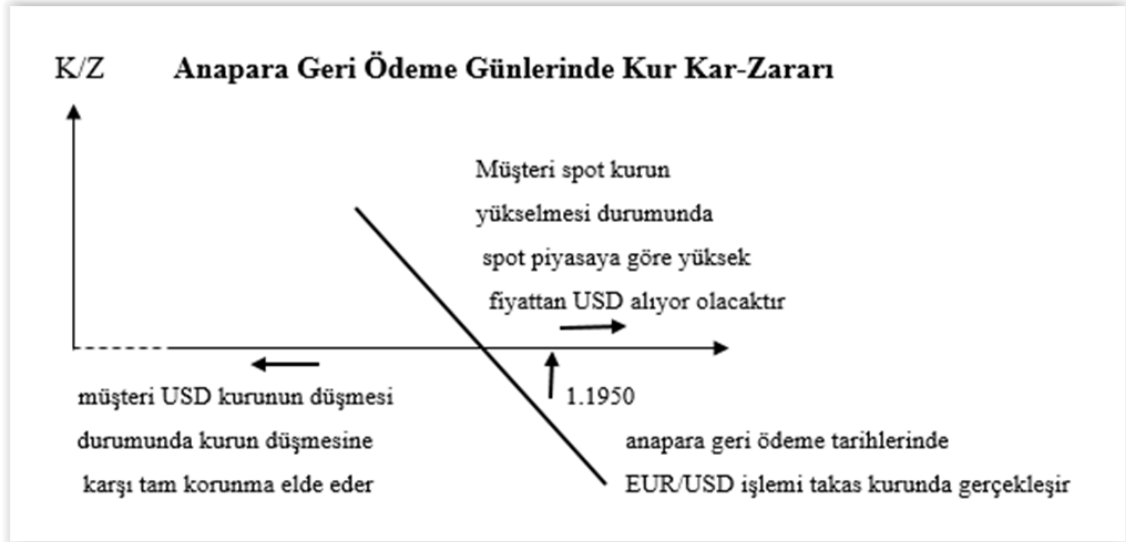 K/Z Anapara Geri Ödeme Günlerinde Kur Kar-Zararı
Müşteri spot kurun
yükselmesi durumunda
spot piyasaya göre yüksek
fiyattan USD alıyor olacaktır
müşteri USD kurunun düşmesi
durumunda kurun düşmesine
karşı tam korunma elde eder
1.1950
anapara geri ödeme tarihlerinde
EUR/USD işlemi takas kurunda gerçekleşir